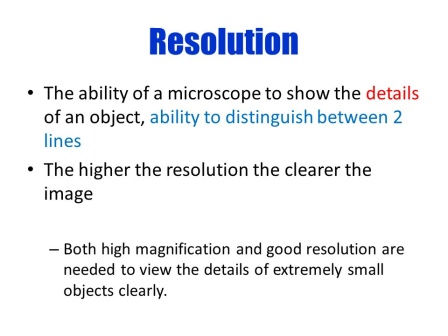 Resolution
• The ability of a microscope to show the details
of an object, ability to distinguish between 2
lines
• The higher the resolution the clearer the
image
– Both high magnification and good resolution are
needed to view the details of extremely small
objects clearly.